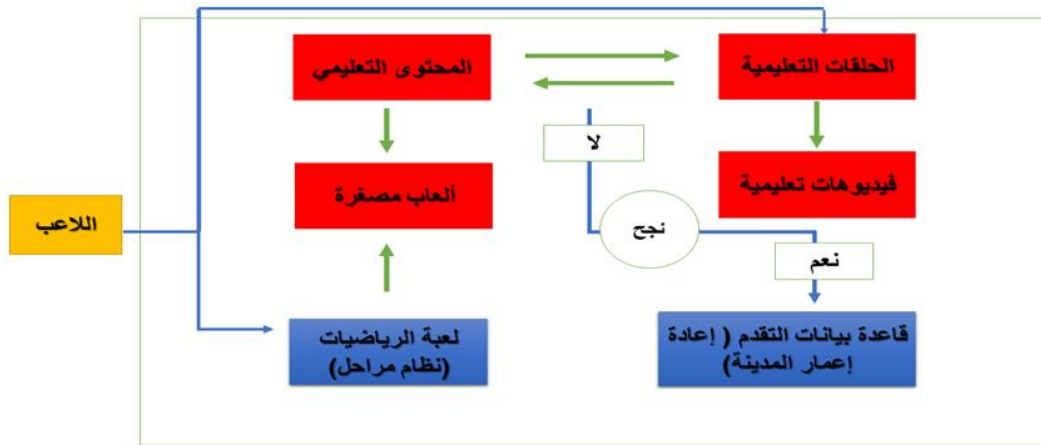 الحلقات التعليمية
المحتوى التعليمي
لا
فيديوهات تعليمية
ألعاب مصغرة
اللاعب
نجح
نعم
قاعدة بيانات التقدم ( إعادة
إعمار المدينة)
لعبة الرياضيات
(نظام مراحل)